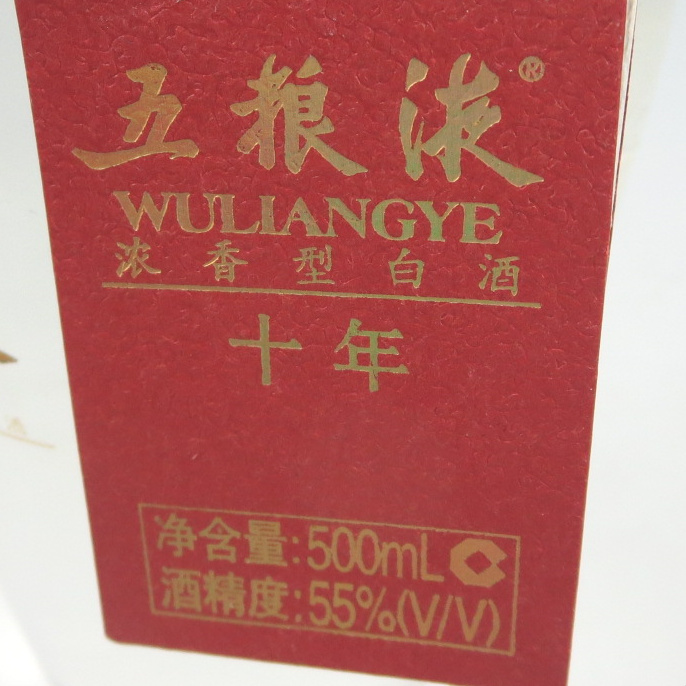 五粮液®
WULIANGYE
浓香型白酒
十年
净含量:500mL
酒精度:55%(V/V)